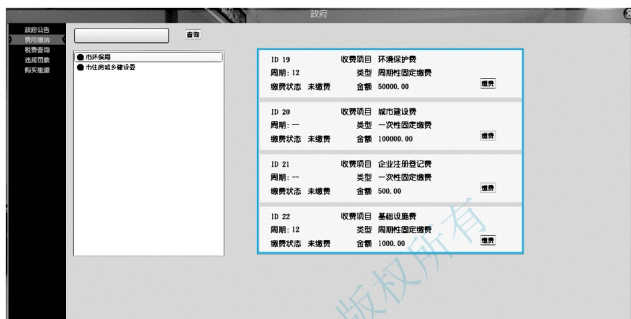 政府
政府公告
费用缴纳
税费查询
违规罚款
购买能源
查询
市环保局
市住房城乡建设委
ID 19 收费项目 环境保护费
周期: 12 类型 周期性固定缴费
缴费状态 未缴费 金额 50000.00 缴费
ID 20 收费项目 城市建设费
周期: — 类型 一次性固定缴费
缴费状态 未缴费 金额 100000.00 缴费
ID 21 收费项目 企业注册登记费
周期: — 类型 一次性固定缴费
缴费状态 未缴费 金额 500.00 缴费
ID 22 收费项目 基础设施费
周期: 12 类型 周期性固定缴费
缴费状态 未缴费 金额 1000.00 缴费
版权所有